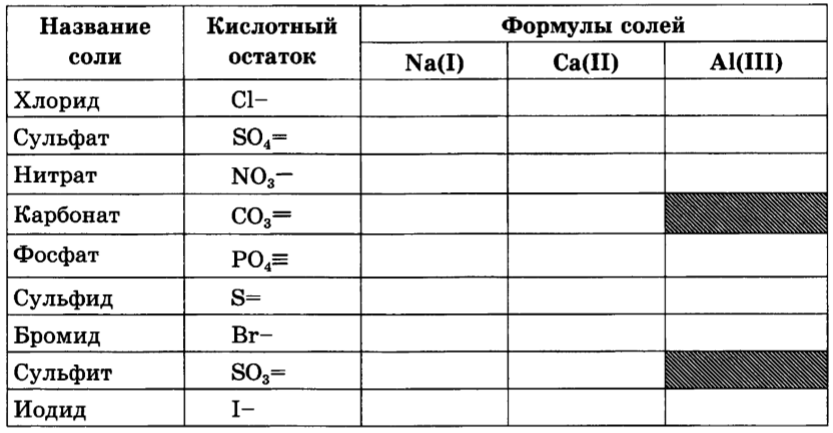 Название соли
Кислотный остаток
Формулы солей
Na(I) Ca(II) Al(III)
Хлорид Cl–
Сульфат SO₄=
Нитрат NO₃–
Карбонат CO₃=
Фосфат PO₄≡
Сульфид S=
Бромид Br–
Сульфит SO₃=
Иодид I–